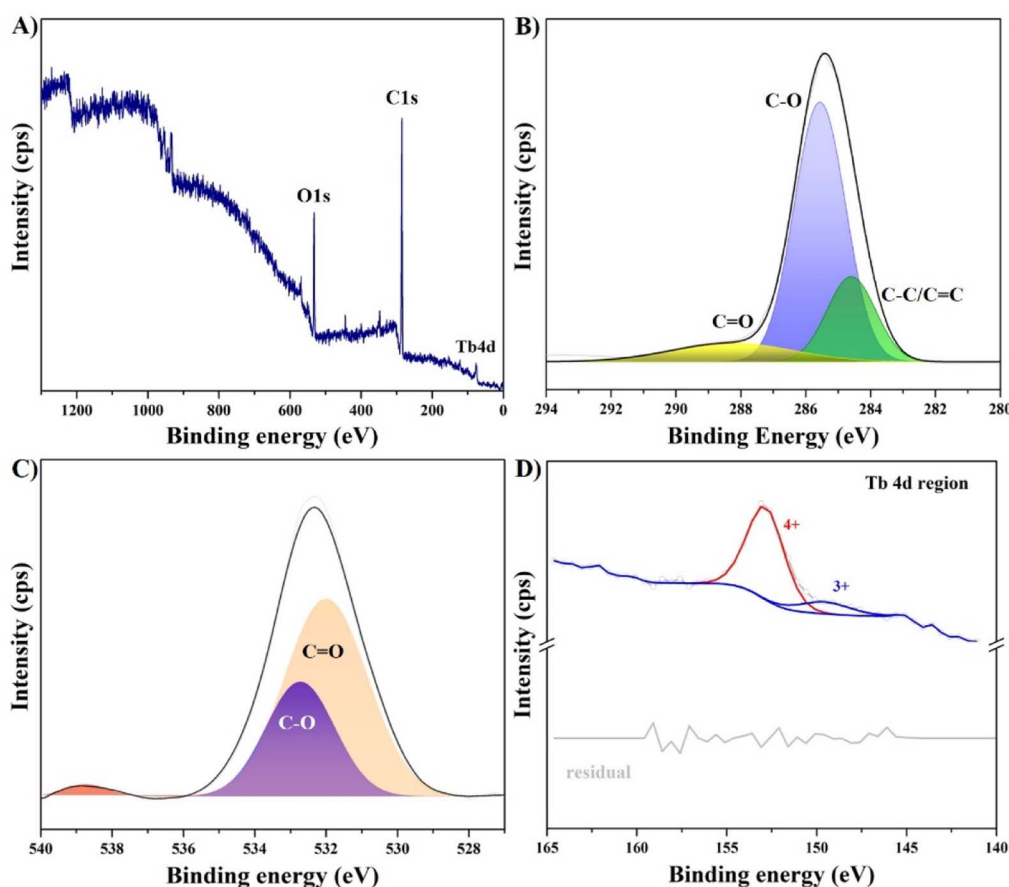 A)
C1s
O1s
Tb4d
Intensity (cps)
1200 1000 800 600 400 200 0
Binding energy (eV)
B)
C-O
C-C/C=C
C=O
Intensity (cps)
294 292 290 288 286 284 282 280
Binding Energy (eV)
C)
C=O
C-O
Intensity (cps)
540 538 536 534 532 530 528
Binding energy (eV)
D)
Tb 4d region
4+
3+
residual
Intensity (cps)
165 160 155 150 145 140
Binding energy (eV)